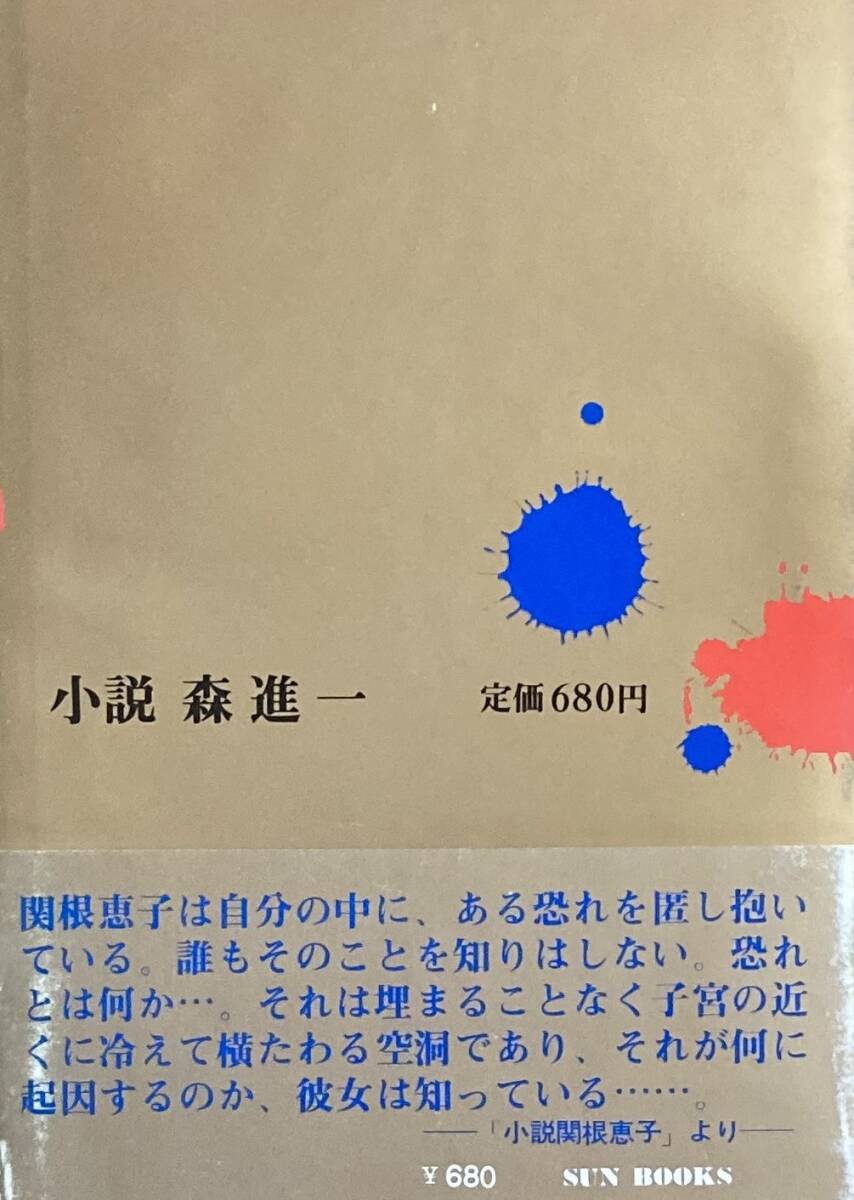 小説 森進一
定価680円
関根恵子は自分の中に、ある恐れを匿し抱い
ている。誰もそのことを知りはしない。恐れ
とは何か…。それは埋まることなく子宮の近
くに冷えて横たわる空洞であり、それが何に
起因するのか、彼女は知っている……。
——「小説関根恵子」より——
¥680 SUN BOOKS